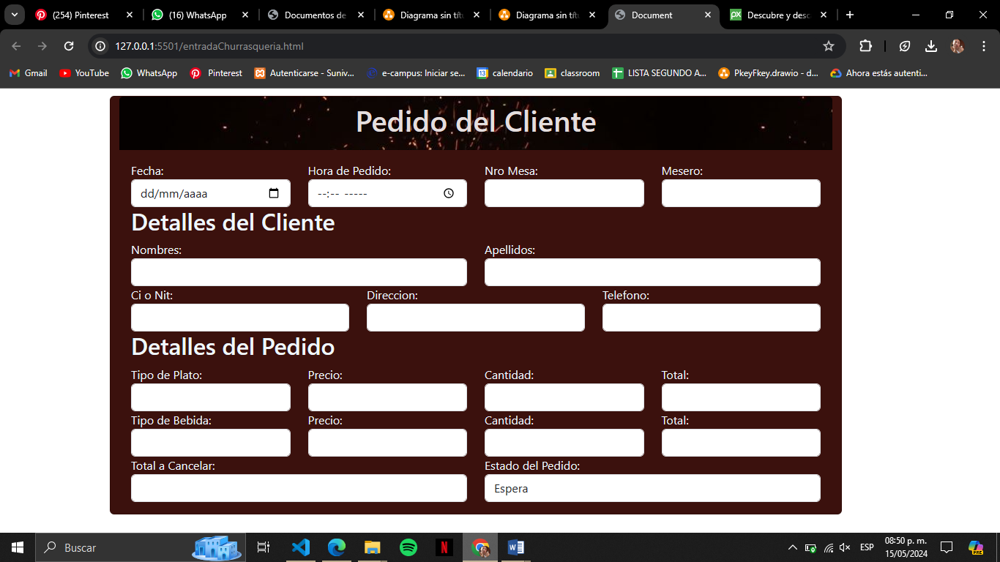 (254) Pinterest
(16) WhatsApp
Documentos de
Diagrama sin títu
Diagrama sin títu
Document
Descubre y desc
127.0.0.1:5501/entradaChurrasqueria.html
Gmail
YouTube
WhatsApp
Pinterest
Autenticarse - Suniv...
e-campus: Iniciar se...
calendario
classroom
LISTA SEGUNDO A...
PkeyFkey.drawio - d...
Ahora estás autenti...
Pedido del Cliente
Fecha: Hora de Pedido: Nro Mesa: Mesero:
dd/mm/aaaa --:-- -----
Detalles del Cliente
Nombres: Apellidos:
Ci o Nit: Direccion: Telefono:
Detalles del Pedido
Tipo de Plato: Precio: Cantidad: Total:
Tipo de Bebida: Precio: Cantidad: Total:
Total a Cancelar: Estado del Pedido:
Espera
Buscar
ESP
08:50 p. m.
15/05/2024
PRE